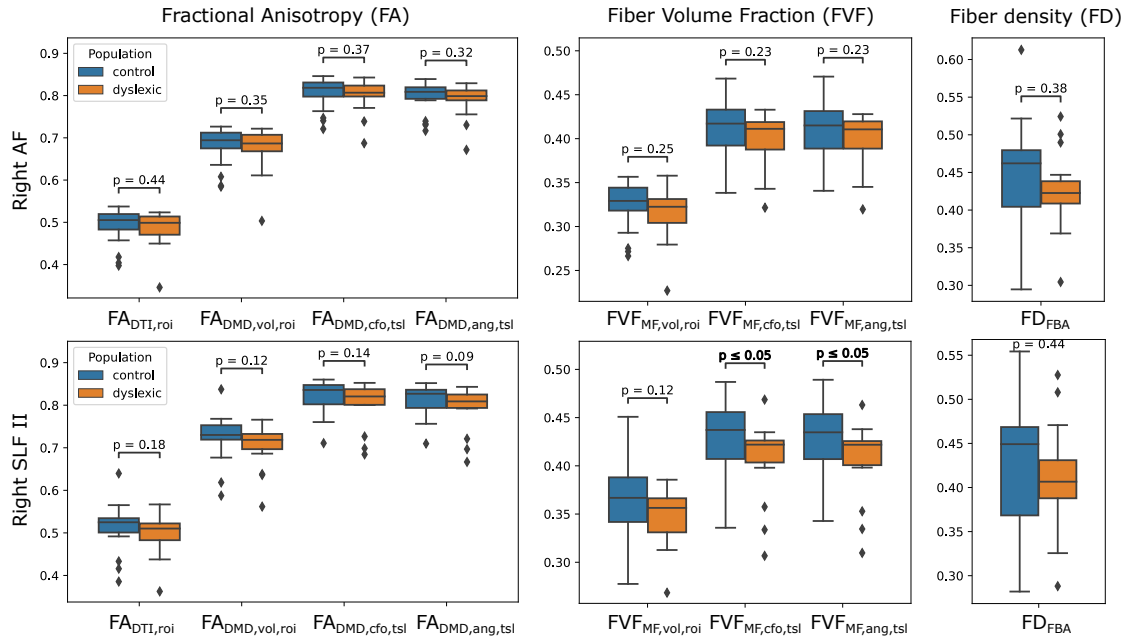 Fractional Anisotropy (FA)
Fiber Volume Fraction (FVF)
Fiber density (FD)
Right AF
0.9
0.8
0.7
0.6
0.5
0.4
Population
control
dyslexic
p = 0.44
p = 0.35
p = 0.37
p = 0.32
FA_DTI,roi
FA_DMD,vol,roi
FA_DMD,cfo,tsl
FA_DMD,ang,tsl
0.50
0.45
0.40
0.35
0.30
0.25
p = 0.25
p = 0.23
p = 0.23
FVF_MF,vol,roi
FVF_MF,cfo,tsl
FVF_MF,ang,tsl
0.60
0.55
0.50
0.45
0.40
0.35
0.30
p = 0.38
FD_FBA
Right SLF II
0.9
0.8
0.7
0.6
0.5
0.4
Population
control
dyslexic
p = 0.18
p = 0.12
p = 0.14
p = 0.09
FA_DTI,roi
FA_DMD,vol,roi
FA_DMD,cfo,tsl
FA_DMD,ang,tsl
0.50
0.45
0.40
0.35
0.30
p = 0.12
p ≤ 0.05
p ≤ 0.05
FVF_MF,vol,roi
FVF_MF,cfo,tsl
FVF_MF,ang,tsl
0.55
0.50
0.45
0.40
0.35
0.30
p = 0.44
FD_FBA